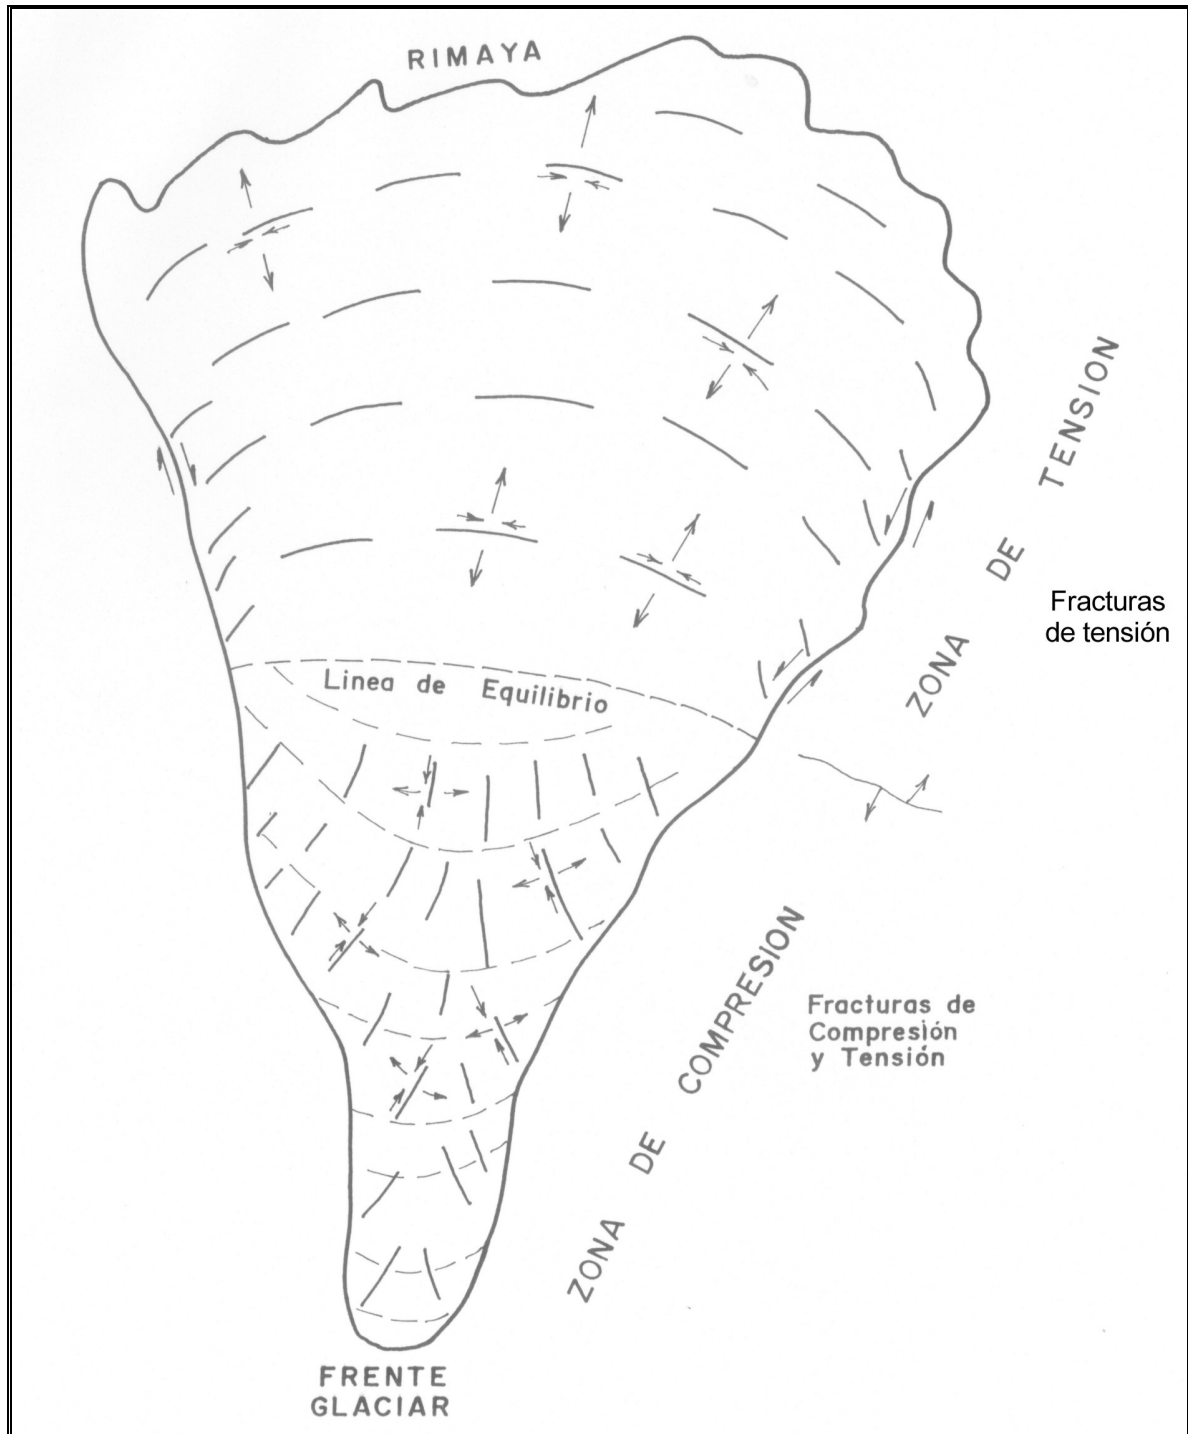 RIMAYA
ZONA DE TENSION
Fracturas
de tensión
Linea de Equilibrio
ZONA DE COMPRESION
Fracturas de
Compresión
y Tensión
FRENTE
GLACIAR